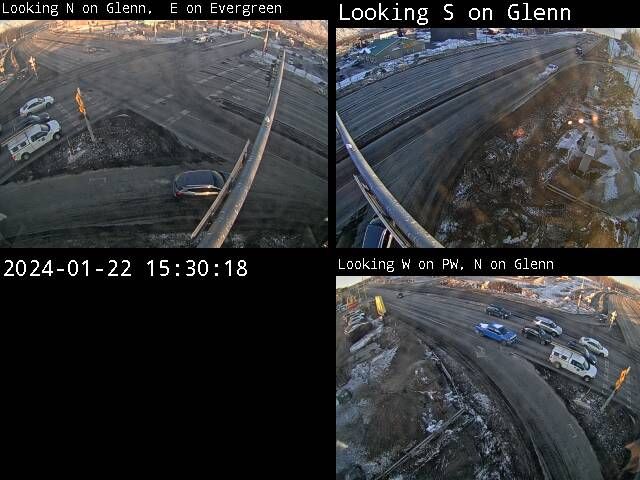 Looking N on Glenn,  E on Evergreen
Looking S on Glenn
2024-01-22 15:30:18
Looking W on PW, N on Glenn